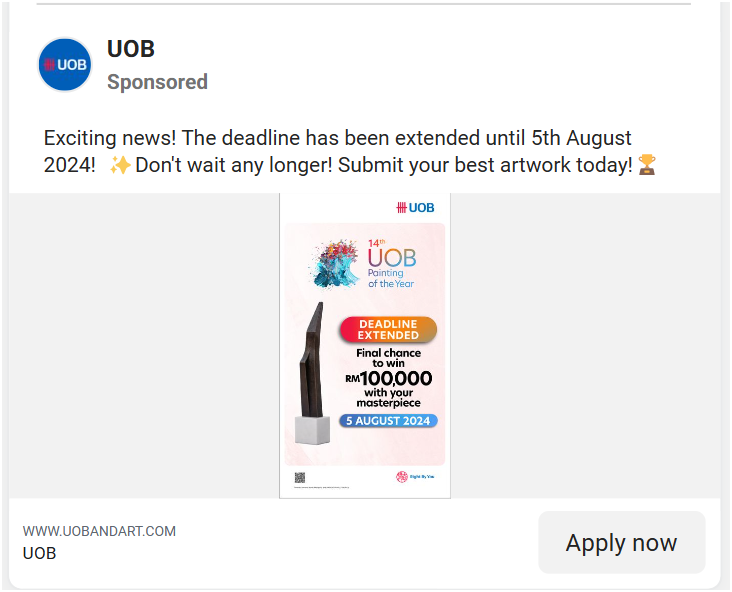 UOB
UOB
Sponsored
Exciting news! The deadline has been extended until 5th August
2024! ✨Don't wait any longer! Submit your best artwork today!🏆
UOB
14th
UOB
Painting
of the Year
DEADLINE
EXTENDED
Final chance
to win
RM100,000
with your
masterpiece
5 AUGUST 2024
Right By You
WWW.UOBANDART.COM
UOB
Apply now